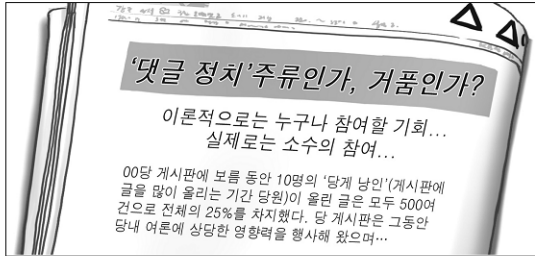 ‘댓글 정치’주류인가, 거품인가?
이론적으로는 누구나 참여할 기회...
실제로는 소수의 참여...
00당 게시판에 보름 동안 10명의 ‘당게 낭인’(게시판에
글을 많이 올리는 기간 당원)이 올린 글은 모두 500여
건으로 전체의 25%를 차지했다. 당 게시판은 그동안
당내 여론에 상당한 영향력을 행사해 왔으며…